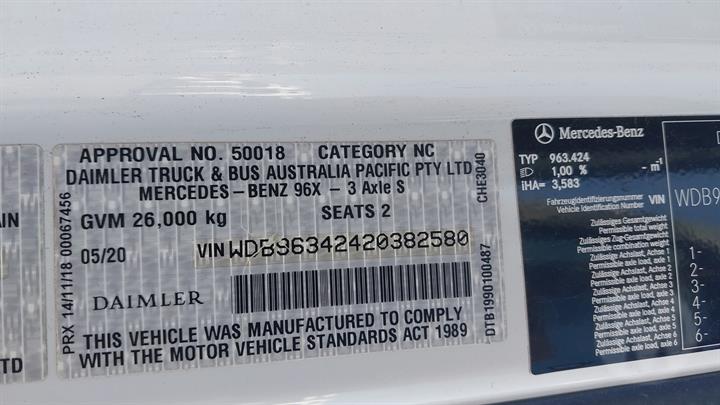 AIN
TD
PRX 14/11/18 00067456
APPROVAL NO. 50018 CATEGORY NC
DAIMLER TRUCK & BUS AUSTRALIA PACIFIC PTY LTD
MERCEDES-BENZ 96X - 3 Axle S
GVM 26,000 kg SEATS 2
05/20 VIN WDB96342420382580
DAIMLER
THIS VEHICLE WAS MANUFACTURED TO COMPLY
WITH THE MOTOR VEHICLE STANDARDS ACT 1989
CHE3040
DTB1990100487
Mercedes-Benz
TYP 963.424
1,00 % - m-1
IHA= 3,583
Fahrzeugidentifizierungsnummer
Vehicle Identification Number VIN WDB9
Zulässiges Gesamtgewicht
Permissible total weight
Zulässiges Zug-Gesamtgewicht
Permissible total comb. weight
Zulässige Achslast, Achse 1
Permissible axle load, axle 1 1-
Zulässige Achslast, Achse 2
Permissible axle load, axle 2 2-
Zulässige Achslast, Achse 3
Permissible axle load, axle 3 3-
Zulässige Achslast, Achse 4
Permissible axle load, axle 4 4-
Zulässige Achslast, Achse 5
Permissible axle load, axle 5 5-
Zulässige Achslast, Achse 6
Permissible axle load, axle 6 6-